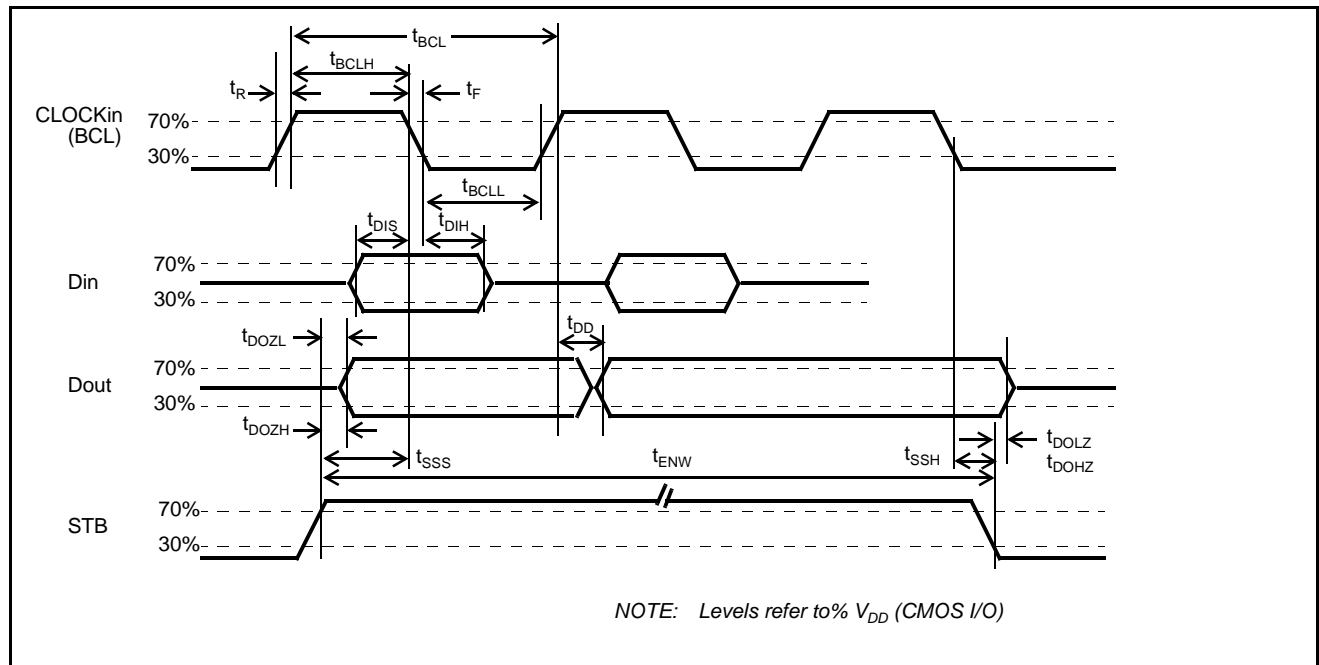 tBCL
tBCLH
tR
tF
CLOCKin
(BCL)
70%
30%
tBCLL
tDIS
tDIH
Din
70%
30%
tDOZL
tDD
Dout
70%
30%
tDOZH
tSSS
tENW
tSSH
tDOLZ
tDOHZ
STB
70%
30%
NOTE: Levels refer to% VDD (CMOS I/O)